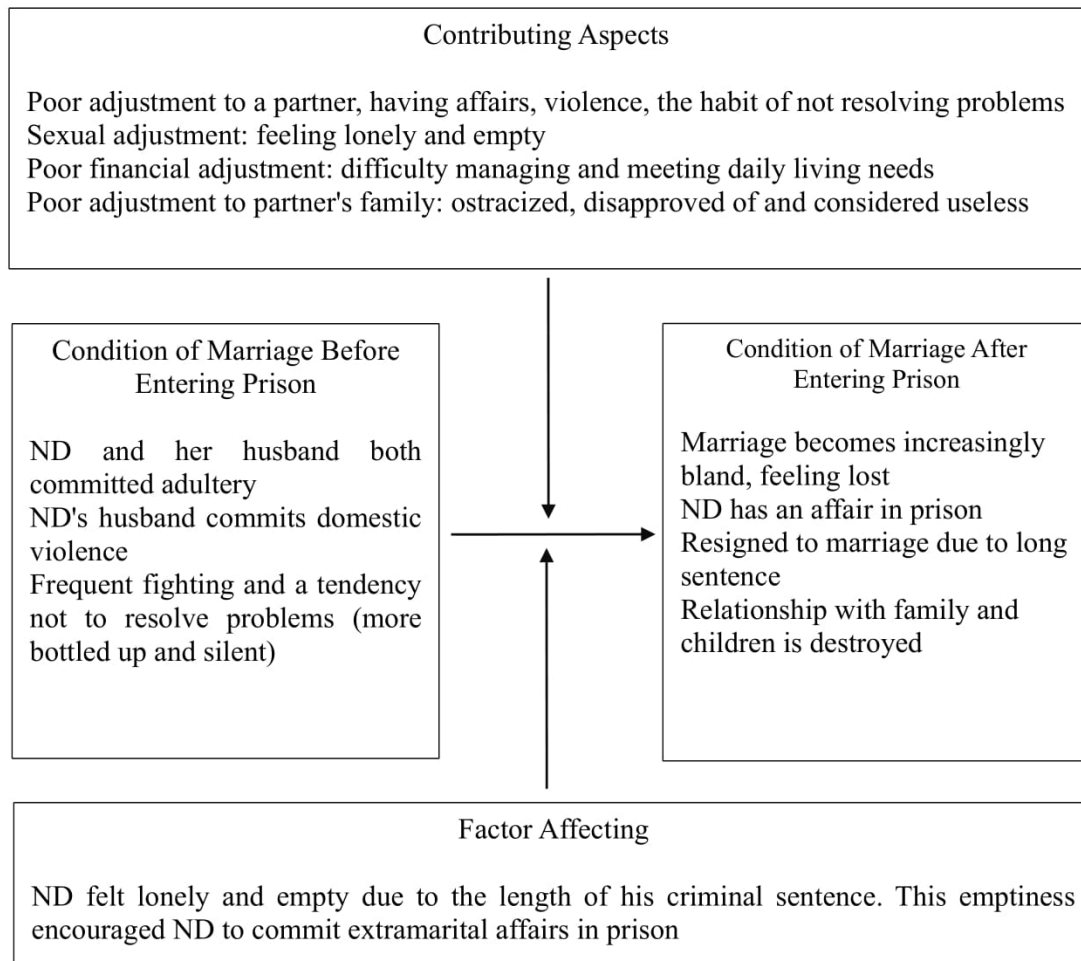 Contributing Aspects
Poor adjustment to a partner, having affairs, violence, the habit of not resolving problems
Sexual adjustment: feeling lonely and empty
Poor financial adjustment: difficulty managing and meeting daily living needs
Poor adjustment to partner's family: ostracized, disapproved of and considered useless
Condition of Marriage Before
Entering Prison
ND and her husband both
committed adultery
ND's husband commits domestic
violence
Frequent fighting and a tendency
not to resolve problems (more
bottled up and silent)
Condition of Marriage After
Entering Prison
Marriage becomes increasingly
bland, feeling lost
ND has an affair in prison
Resigned to marriage due to long
sentence
Relationship with family and
children is destroyed
Factor Affecting
ND felt lonely and empty due to the length of his criminal sentence. This emptiness
encouraged ND to commit extramarital affairs in prison